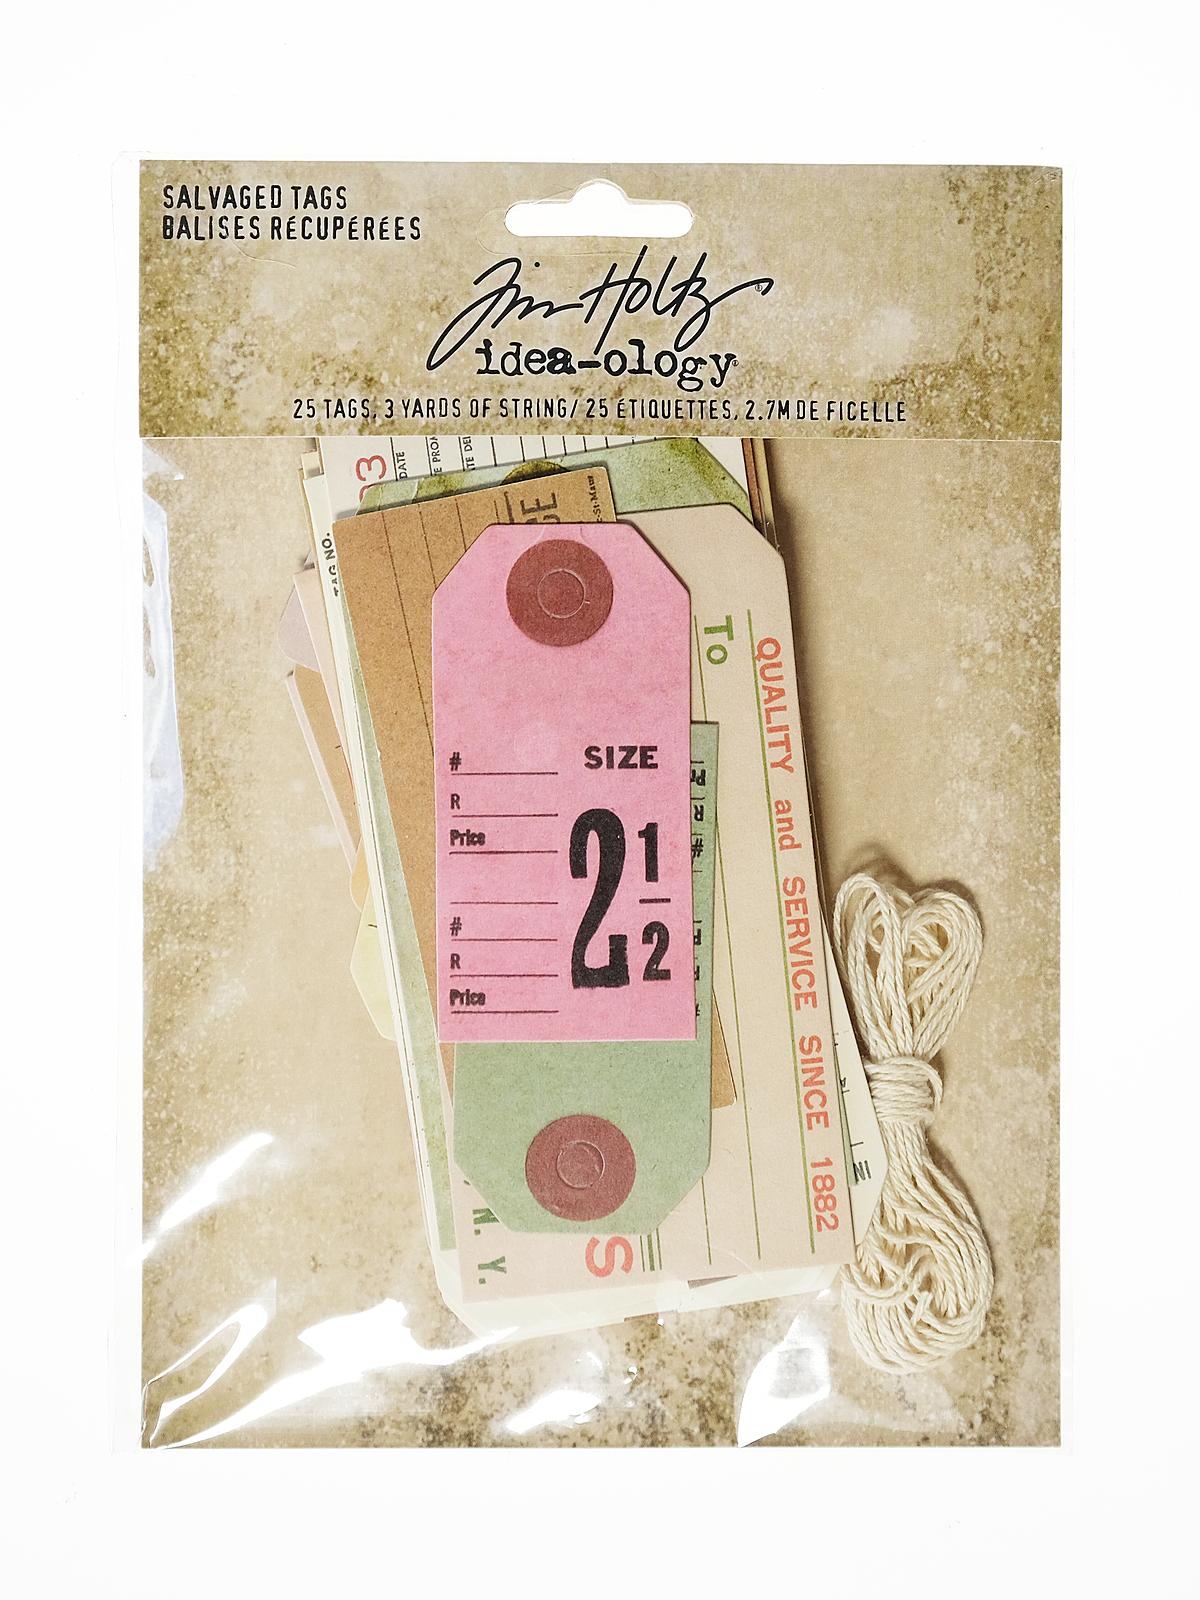 SALVAGED TAGS
BALISES RÉCUPÉRÉES
Tim Holtz®
idea-ology®
25 TAGS, 3 YARDS OF STRING/ 25 ÉTIQUETTES, 2.7M DE FICELLE
DATE
TAG NO.
To
QUALITY and SERVICE SINCE 1882
SIZE
2 1/2
#
R
Price
#
R
Price
R
#
N. Y.
S